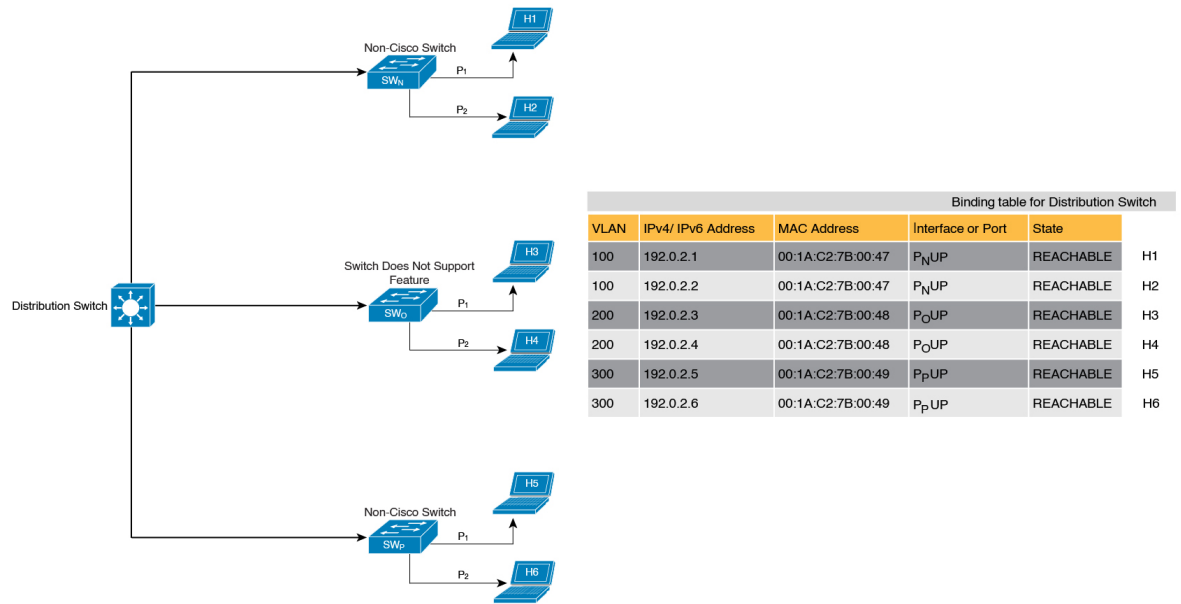 H1
Non-Cisco Switch
SWN
P1
H2
P2
H3
Switch Does Not Support
Feature
Distribution Switch
SWO
P1
H4
P2
H5
Non-Cisco Switch
SWP
P1
H6
P2
Binding table for Distribution Switch
VLAN IPv4/ IPv6 Address MAC Address Interface or Port State
100 192.0.2.1 00:1A:C2:7B:00:47 PNUP REACHABLE H1
100 192.0.2.2 00:1A:C2:7B:00:47 PNUP REACHABLE H2
200 192.0.2.3 00:1A:C2:7B:00:48 POUP REACHABLE H3
200 192.0.2.4 00:1A:C2:7B:00:48 POUP REACHABLE H4
300 192.0.2.5 00:1A:C2:7B:00:49 PPUP REACHABLE H5
300 192.0.2.6 00:1A:C2:7B:00:49 PPUP REACHABLE H6